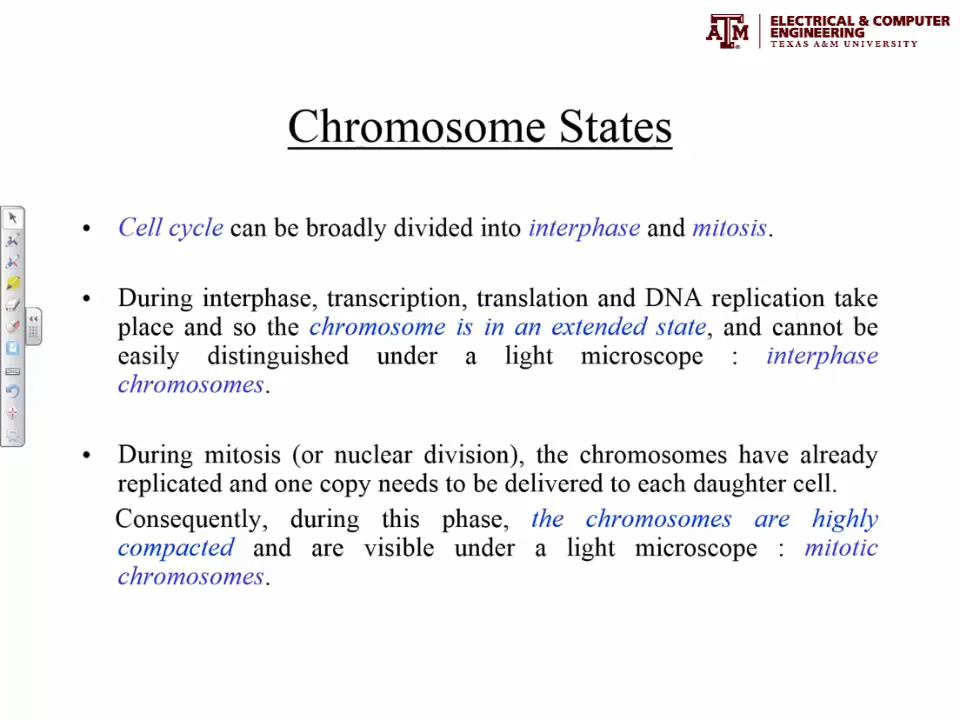 ELECTRICAL & COMPUTER
ENGINEERING
TEXAS A&M UNIVERSITY
Chromosome States
• Cell cycle can be broadly divided into interphase and mitosis.
• During interphase, transcription, translation and DNA replication take
place and so the chromosome is in an extended state, and cannot be
easily distinguished under a light microscope : interphase
chromosomes.
• During mitosis (or nuclear division), the chromosomes have already
replicated and one copy needs to be delivered to each daughter cell.
Consequently, during this phase, the chromosomes are highly
compacted and are visible under a light microscope : mitotic
chromosomes.